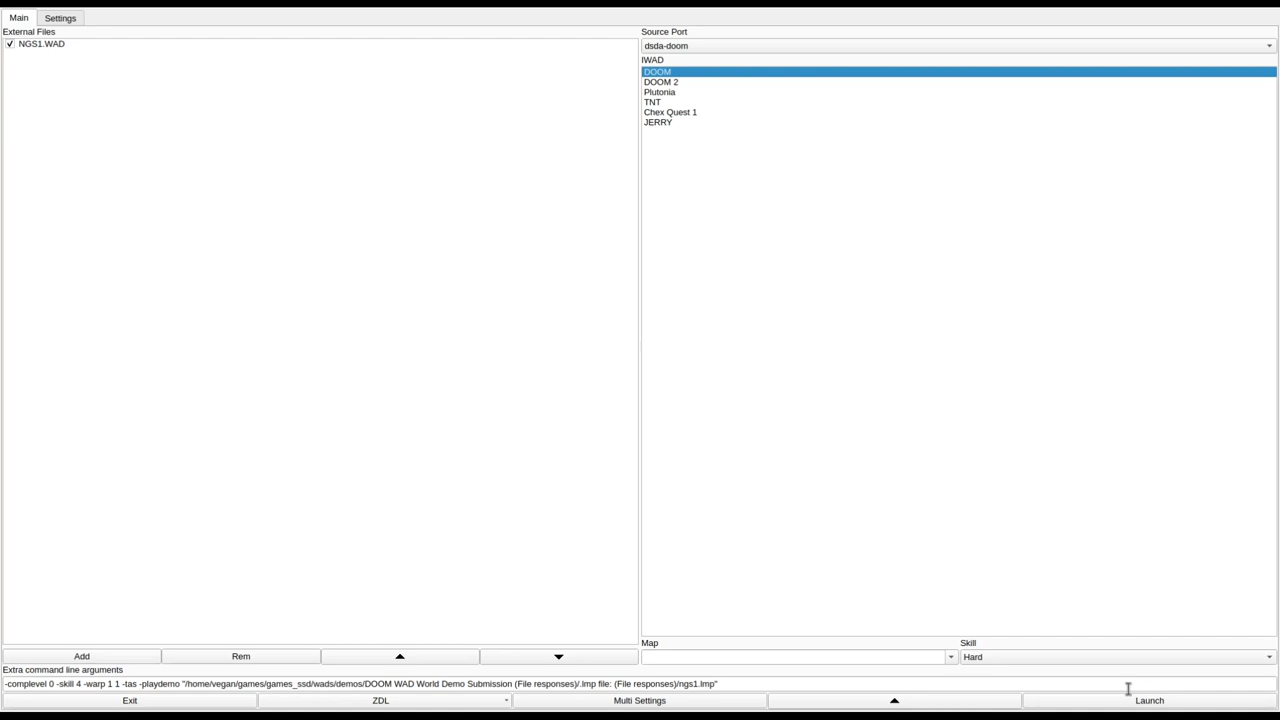 Main Settings
External Files
NGS1.WAD
Source Port
dsda-doom
IWAD
DOOM
DOOM 2
Plutonia
TNT
Chex Quest 1
JERRY
Map Skill
Hard
Add Rem
Extra command line arguments
-complevel 0 -skill 4 -warp 1 1 -tas -playdemo "/home/vegan/games/games_ssd/wads/demos/DOOM WAD World Demo Submission (File responses)/.lmp file: (File responses)/ngs1.lmp"
Exit ZDL Multi Settings Launch